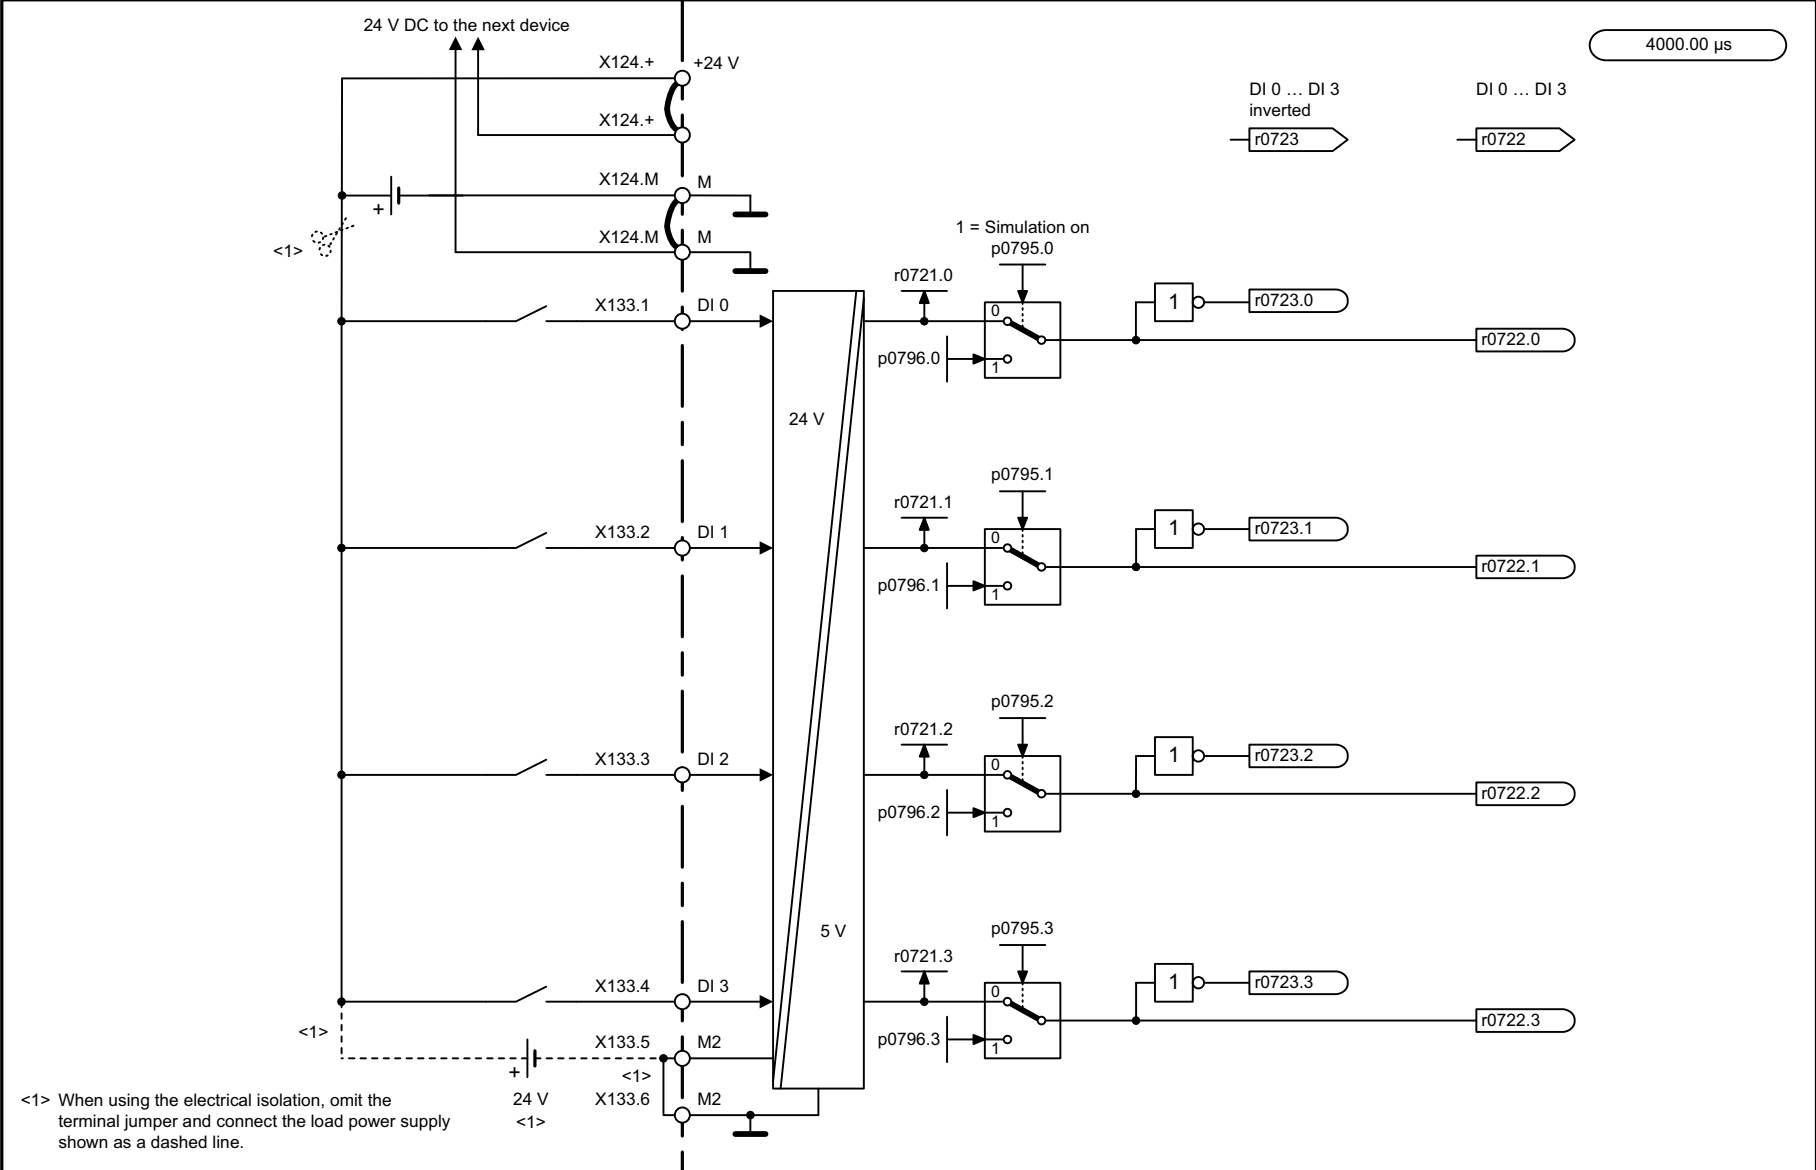 24 V DC to the next device
4000.00 µs
X124.+
+24 V
DI 0 … DI 3
inverted
DI 0 … DI 3
X124.+
r0723
r0722
X124.M
M
+
1 = Simulation on
X124.M
M
<1>
p0795.0
r0721.0
X133.1
DI 0
0
1
r0723.0
r0722.0
p0796.0
1
24 V
p0795.1
r0721.1
X133.2
DI 1
0
1
r0723.1
r0722.1
p0796.1
1
p0795.2
r0721.2
X133.3
DI 2
0
1
r0723.2
r0722.2
p0796.2
1
5 V
p0795.3
r0721.3
X133.4
DI 3
0
1
r0723.3
r0722.3
<1>
X133.5
M2
p0796.3
1
+
<1>
24 V
<1>
X133.6
M2
<1> When using the electrical isolation, omit the
terminal jumper and connect the load power supply
shown as a dashed line.